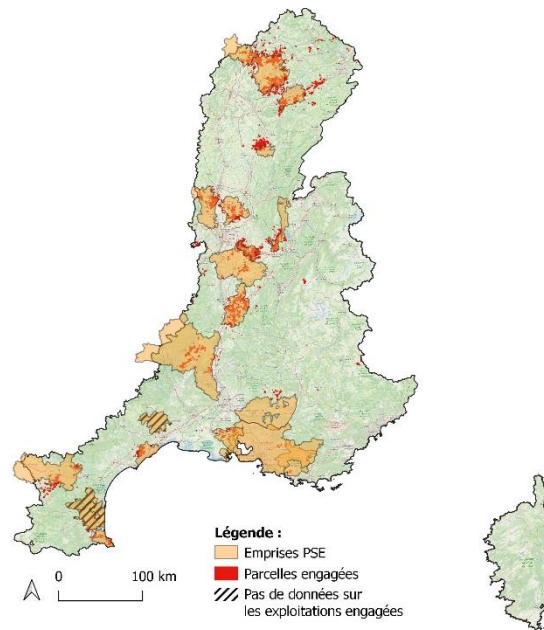 Légende :
Emprises PSE
Parcelles engagées
Pas de données sur
les exploitations engagées
0 100 km